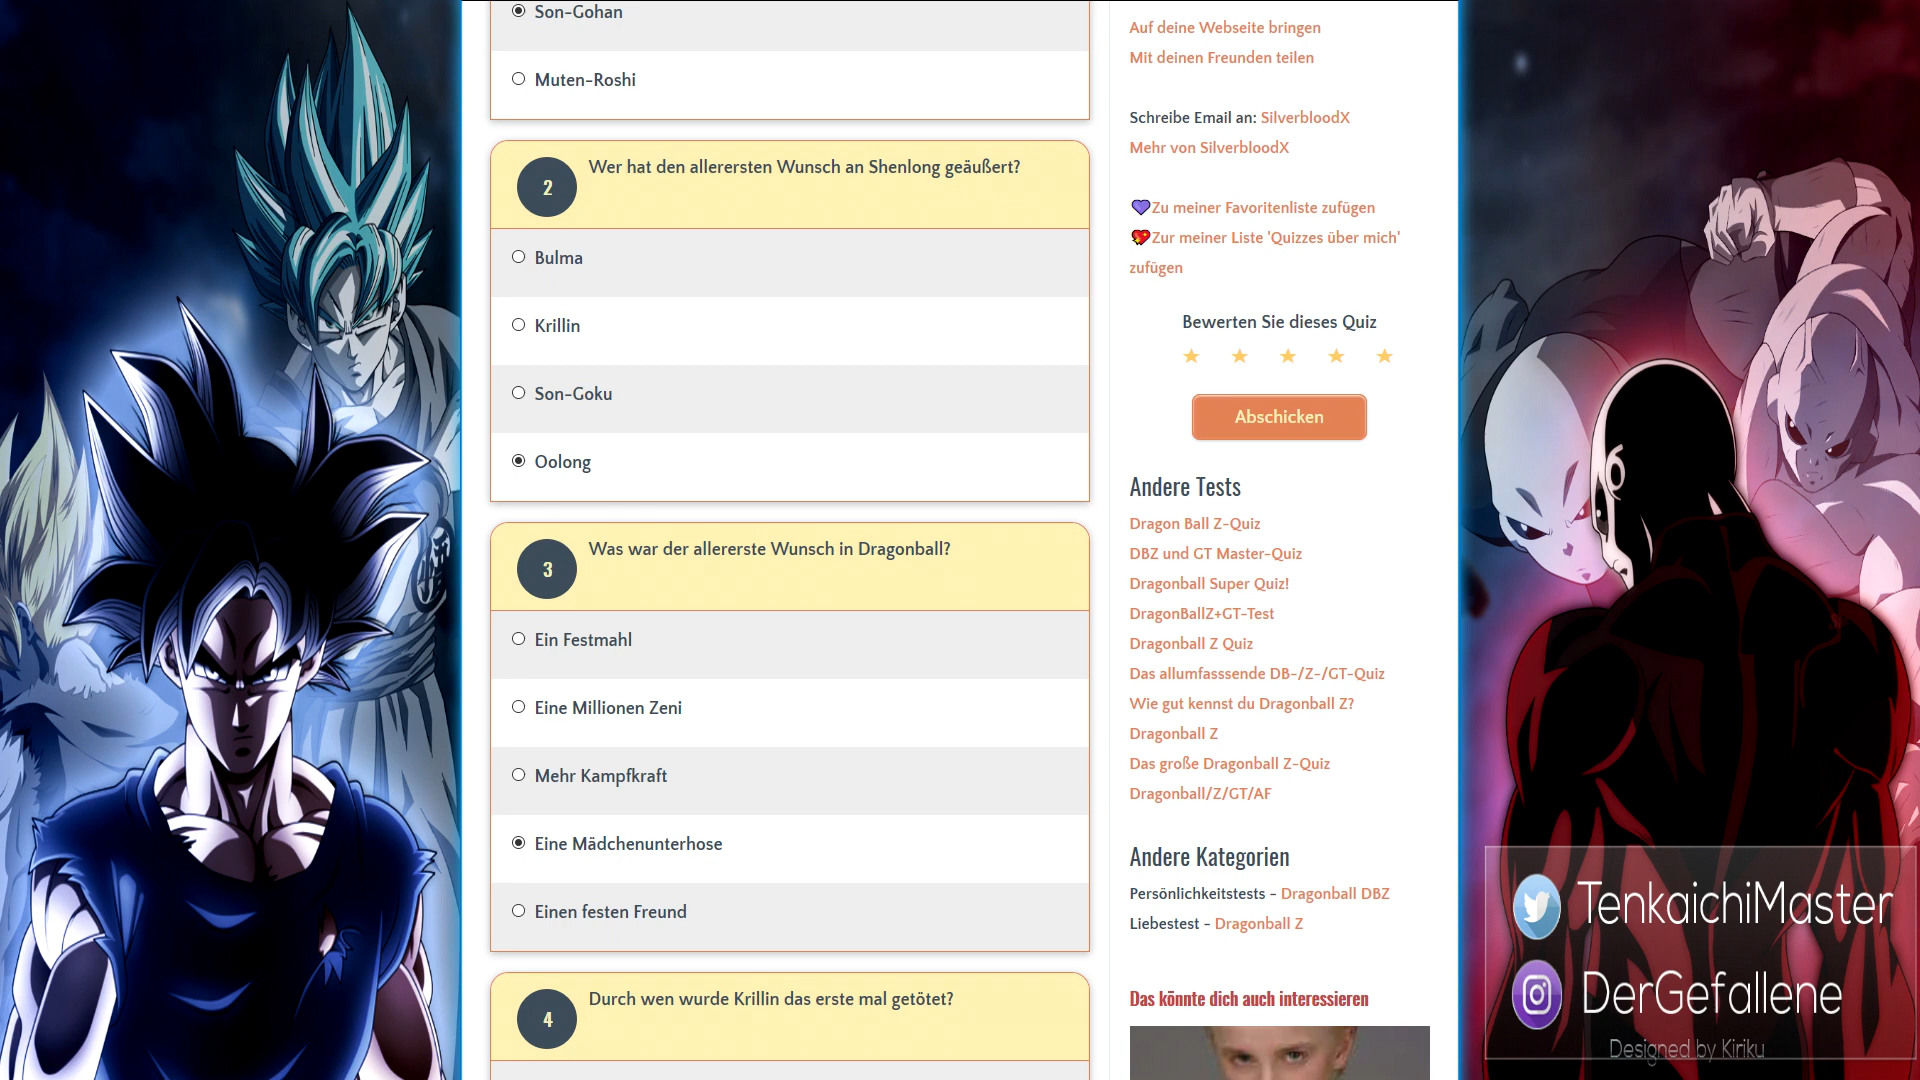 Son-Gohan
Muten-Roshi
2
Wer hat den allerersten Wunsch an Shenlong geäußert?
Bulma
Krillin
Son-Goku
Oolong
3
Was war der allererste Wunsch in Dragonball?
Ein Festmahl
Eine Millionen Zeni
Mehr Kampfkraft
Eine Mädchenunterhose
Einen festen Freund
4
Durch wen wurde Krillin das erste mal getötet?
Auf deine Webseite bringen
Mit deinen Freunden teilen
Schreibe Email an: SilverbloodX
Mehr von SilverbloodX
Zu meiner Favoritenliste zufügen
Zur meiner Liste 'Quizzes über mich'
zufügen
Bewerten Sie dieses Quiz
Abschicken
Andere Tests
Dragon Ball Z-Quiz
DBZ und GT Master-Quiz
Dragonball Super Quiz!
DragonBallZ+GT-Test
Dragonball Z Quiz
Das allumfasssende DB-/Z-/GT-Quiz
Wie gut kennst du Dragonball Z?
Dragonball Z
Das große Dragonball Z-Quiz
Dragonball/Z/GT/AF
Andere Kategorien
Persönlichkeitstests - Dragonball DBZ
Liebestest - Dragonball Z
Das könnte dich auch interessieren
TenkaichiMaster
DerGefallene
Designed by Kiriku